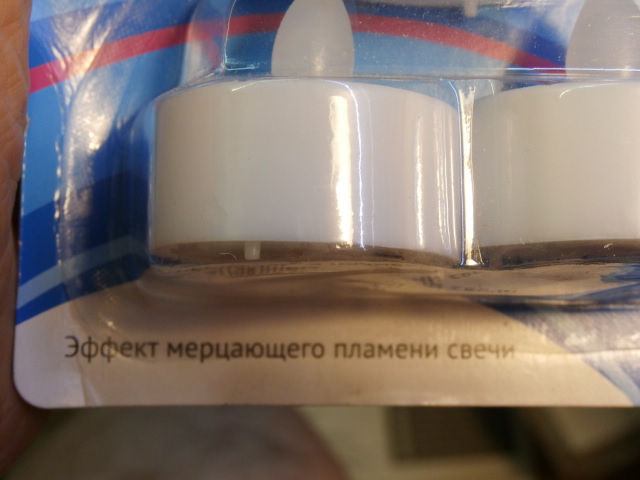 Эффект мерцающего пламени свечи